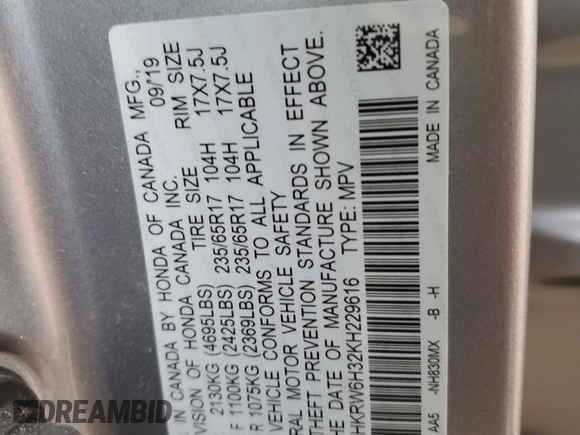 IN CANADA BY HONDA OF CANADA MFG.,
VISION OF HONDA CANADA INC. 09/19
TIRE SIZE RIM SIZE
2130KG (4695LBS)
F 1100KG (2425LBS) 235/65R17 104H 17X7.5J
R 1075KG (2369LBS) 235/65R17 104H 17X7.5J
VEHICLE CONFORMS TO ALL APPLICABLE
RAL MOTOR VEHICLE SAFETY
THEFT PREVENTION STANDARDS IN EFFECT
THE DATE OF MANUFACTURE SHOWN ABOVE.
HKRW6H32KH229616 TYPE: MPV
AA5 -NH830MX -B -H MADE IN CANADA
DREAMBID